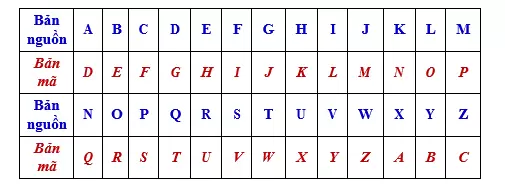 Bản nguồn A B C D E F G H I J K L M
Bản mã D E F G H I J K L M N O P
Bản nguồn N O P Q R S T U V W X Y Z
Bản mã Q R S T U V W X Y Z A B C